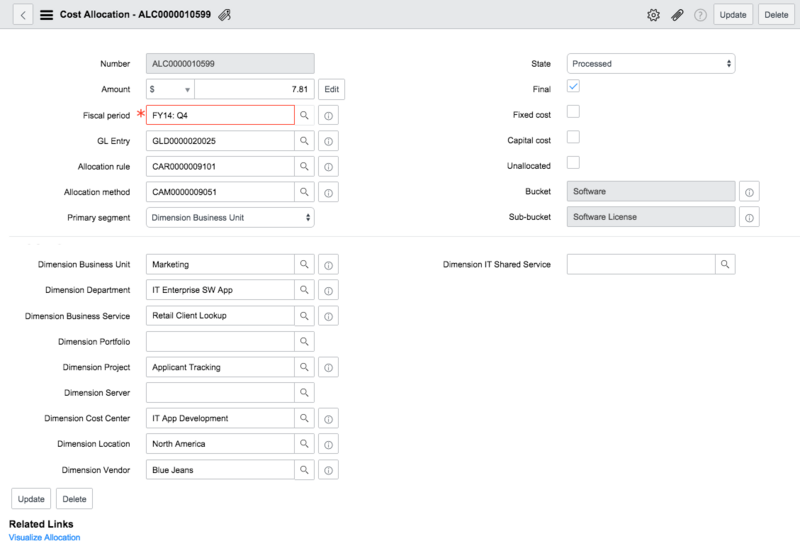 Cost Allocation - ALC0000010599
Update
Delete
Number ALC0000010599
Amount $ 7.81 Edit
Fiscal period * FY14: Q4
GL Entry GLD0000020025
Allocation rule CAR0000009101
Allocation method CAM0000009051
Primary segment Dimension Business Unit
State Processed
Final
Fixed cost
Capital cost
Unallocated
Bucket Software
Sub-bucket Software License
Dimension Business Unit Marketing
Dimension Department IT Enterprise SW App
Dimension Business Service Retail Client Lookup
Dimension Portfolio
Dimension Project Applicant Tracking
Dimension Server
Dimension Cost Center IT App Development
Dimension Location North America
Dimension Vendor Blue Jeans
Dimension IT Shared Service
Update Delete
Related Links
Visualize Allocation